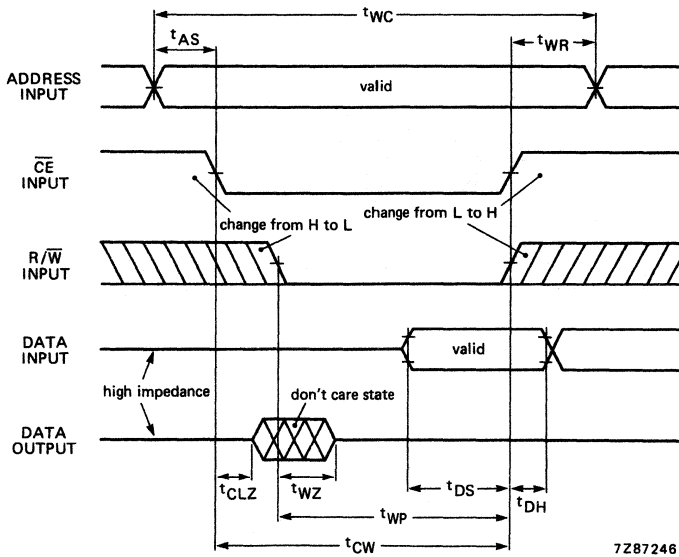 tWC
tAS
tWR
ADDRESS
INPUT
valid
CE
INPUT
change from H to L
change from L to H
R/W
INPUT
DATA
INPUT
valid
high impedance
don't care state
DATA
OUTPUT
tCLZ
tWZ
tDS
tDH
tWP
tCW
7Z87246